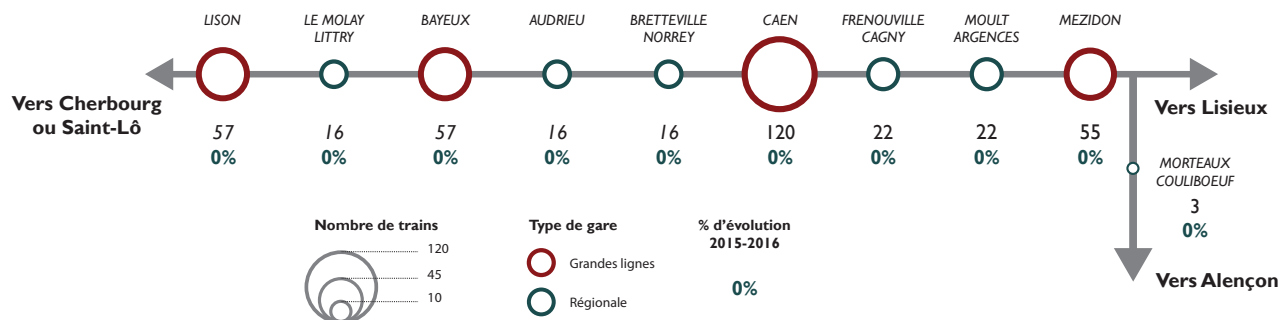 LISON
LE MOLAY
LITTRY
BAYEUX
AUDRIEU
BRETTEVILLE
NORREY
CAEN
FRENOUVILLE
CAGNY
MOULT
ARGENCES
MEZIDON
Vers Cherbourg
ou Saint-Lô
Vers Lisieux
57
0%
16
0%
57
0%
16
0%
16
0%
120
0%
22
0%
22
0%
55
0%
MORTEAUX
COULIBOEUF
3
0%
Vers Alençon
Nombre de trains
120
45
10
Type de gare
Grandes lignes
Régionale
% d'évolution
2015-2016
0%